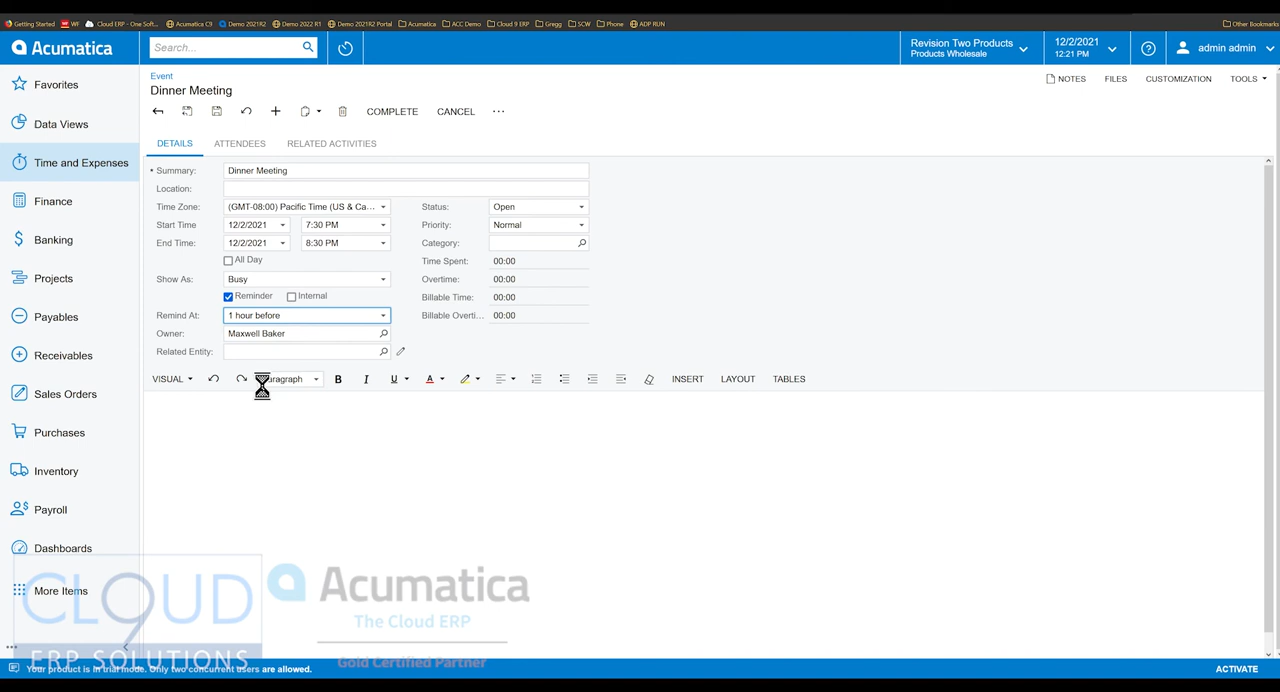 Getting Started WF WF Cloud ERP - One Soft... Acumatica C9 Demo 2021R2 Demo 2022 R1 Demo 2021R2 Portal Acumatica ACC Demo Cloud 9 ERP Gregg SCW Phone ADP RUN Other Bookmarks
Acumatica Search... Revision Two Products Products Wholesale 12/2/2021 12:21 PM admin admin
Favorites
Data Views
Time and Expenses
Finance
Banking
Projects
Payables
Receivables
Sales Orders
Purchases
Inventory
Payroll
Dashboards
More Items
Event
Dinner Meeting
NOTES FILES CUSTOMIZATION TOOLS
COMPLETE CANCEL ...
DETAILS ATTENDEES RELATED ACTIVITIES
Summary: Dinner Meeting
Location:
Time Zone: (GMT-08:00) Pacific Time (US & Ca... Status: Open
Start Time 12/2/2021 7:30 PM Priority: Normal
End Time: 12/2/2021 8:30 PM Category:
All Day Time Spent: 00:00
Show As: Busy Overtime: 00:00
Reminder Internal Billable Time: 00:00
Remind At: 1 hour before Billable Overti... 00:00
Owner: Maxwell Baker
Related Entity:
VISUAL Paragraph B I U A INSERT LAYOUT TABLES
CLOUD 9
ERP SOLUTIONS
Acumatica
The Cloud ERP
Gold Certified Partner
Your product is in trial mode. Only two concurrent users are allowed. ACTIVATE